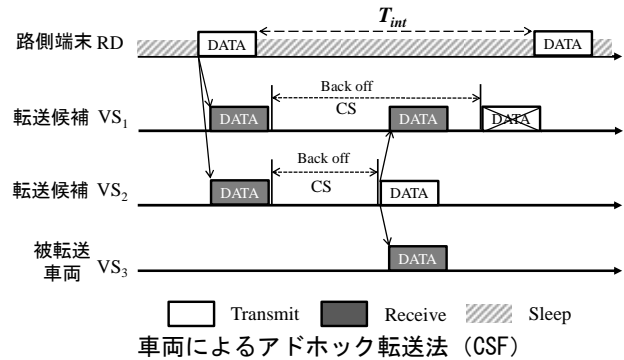 T_int
路側端末 RD
DATA
DATA
Back off
CS
転送候補 VS1
DATA
DATA
DATA
Back off
CS
転送候補 VS2
DATA
DATA
被転送
車両 VS3
DATA
Transmit
Receive
Sleep
車両によるアドホック転送法（CSF）